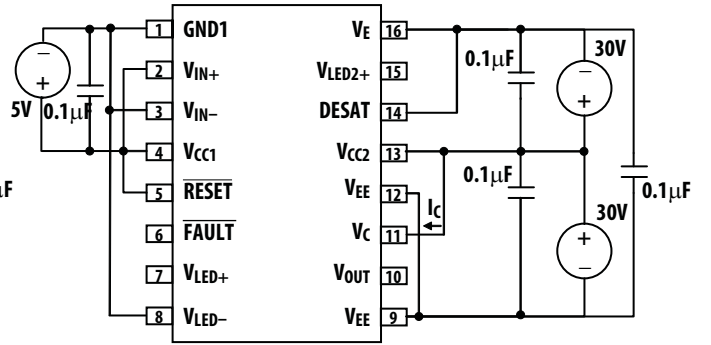 1 GND1
2 VIN+
3 VIN–
4 VCC1
5 RESET
6 FAULT
7 VLED+
8 VLED–
VE 16
VLED2+ 15
DESAT 14
VCC2 13
VEE 12
VC 11
VOUT 10
VEE 9
–
+
5V
0.1µF
µF
0.1µF
30V
–
+
0.1µF
IC
30V
+
–
0.1µF